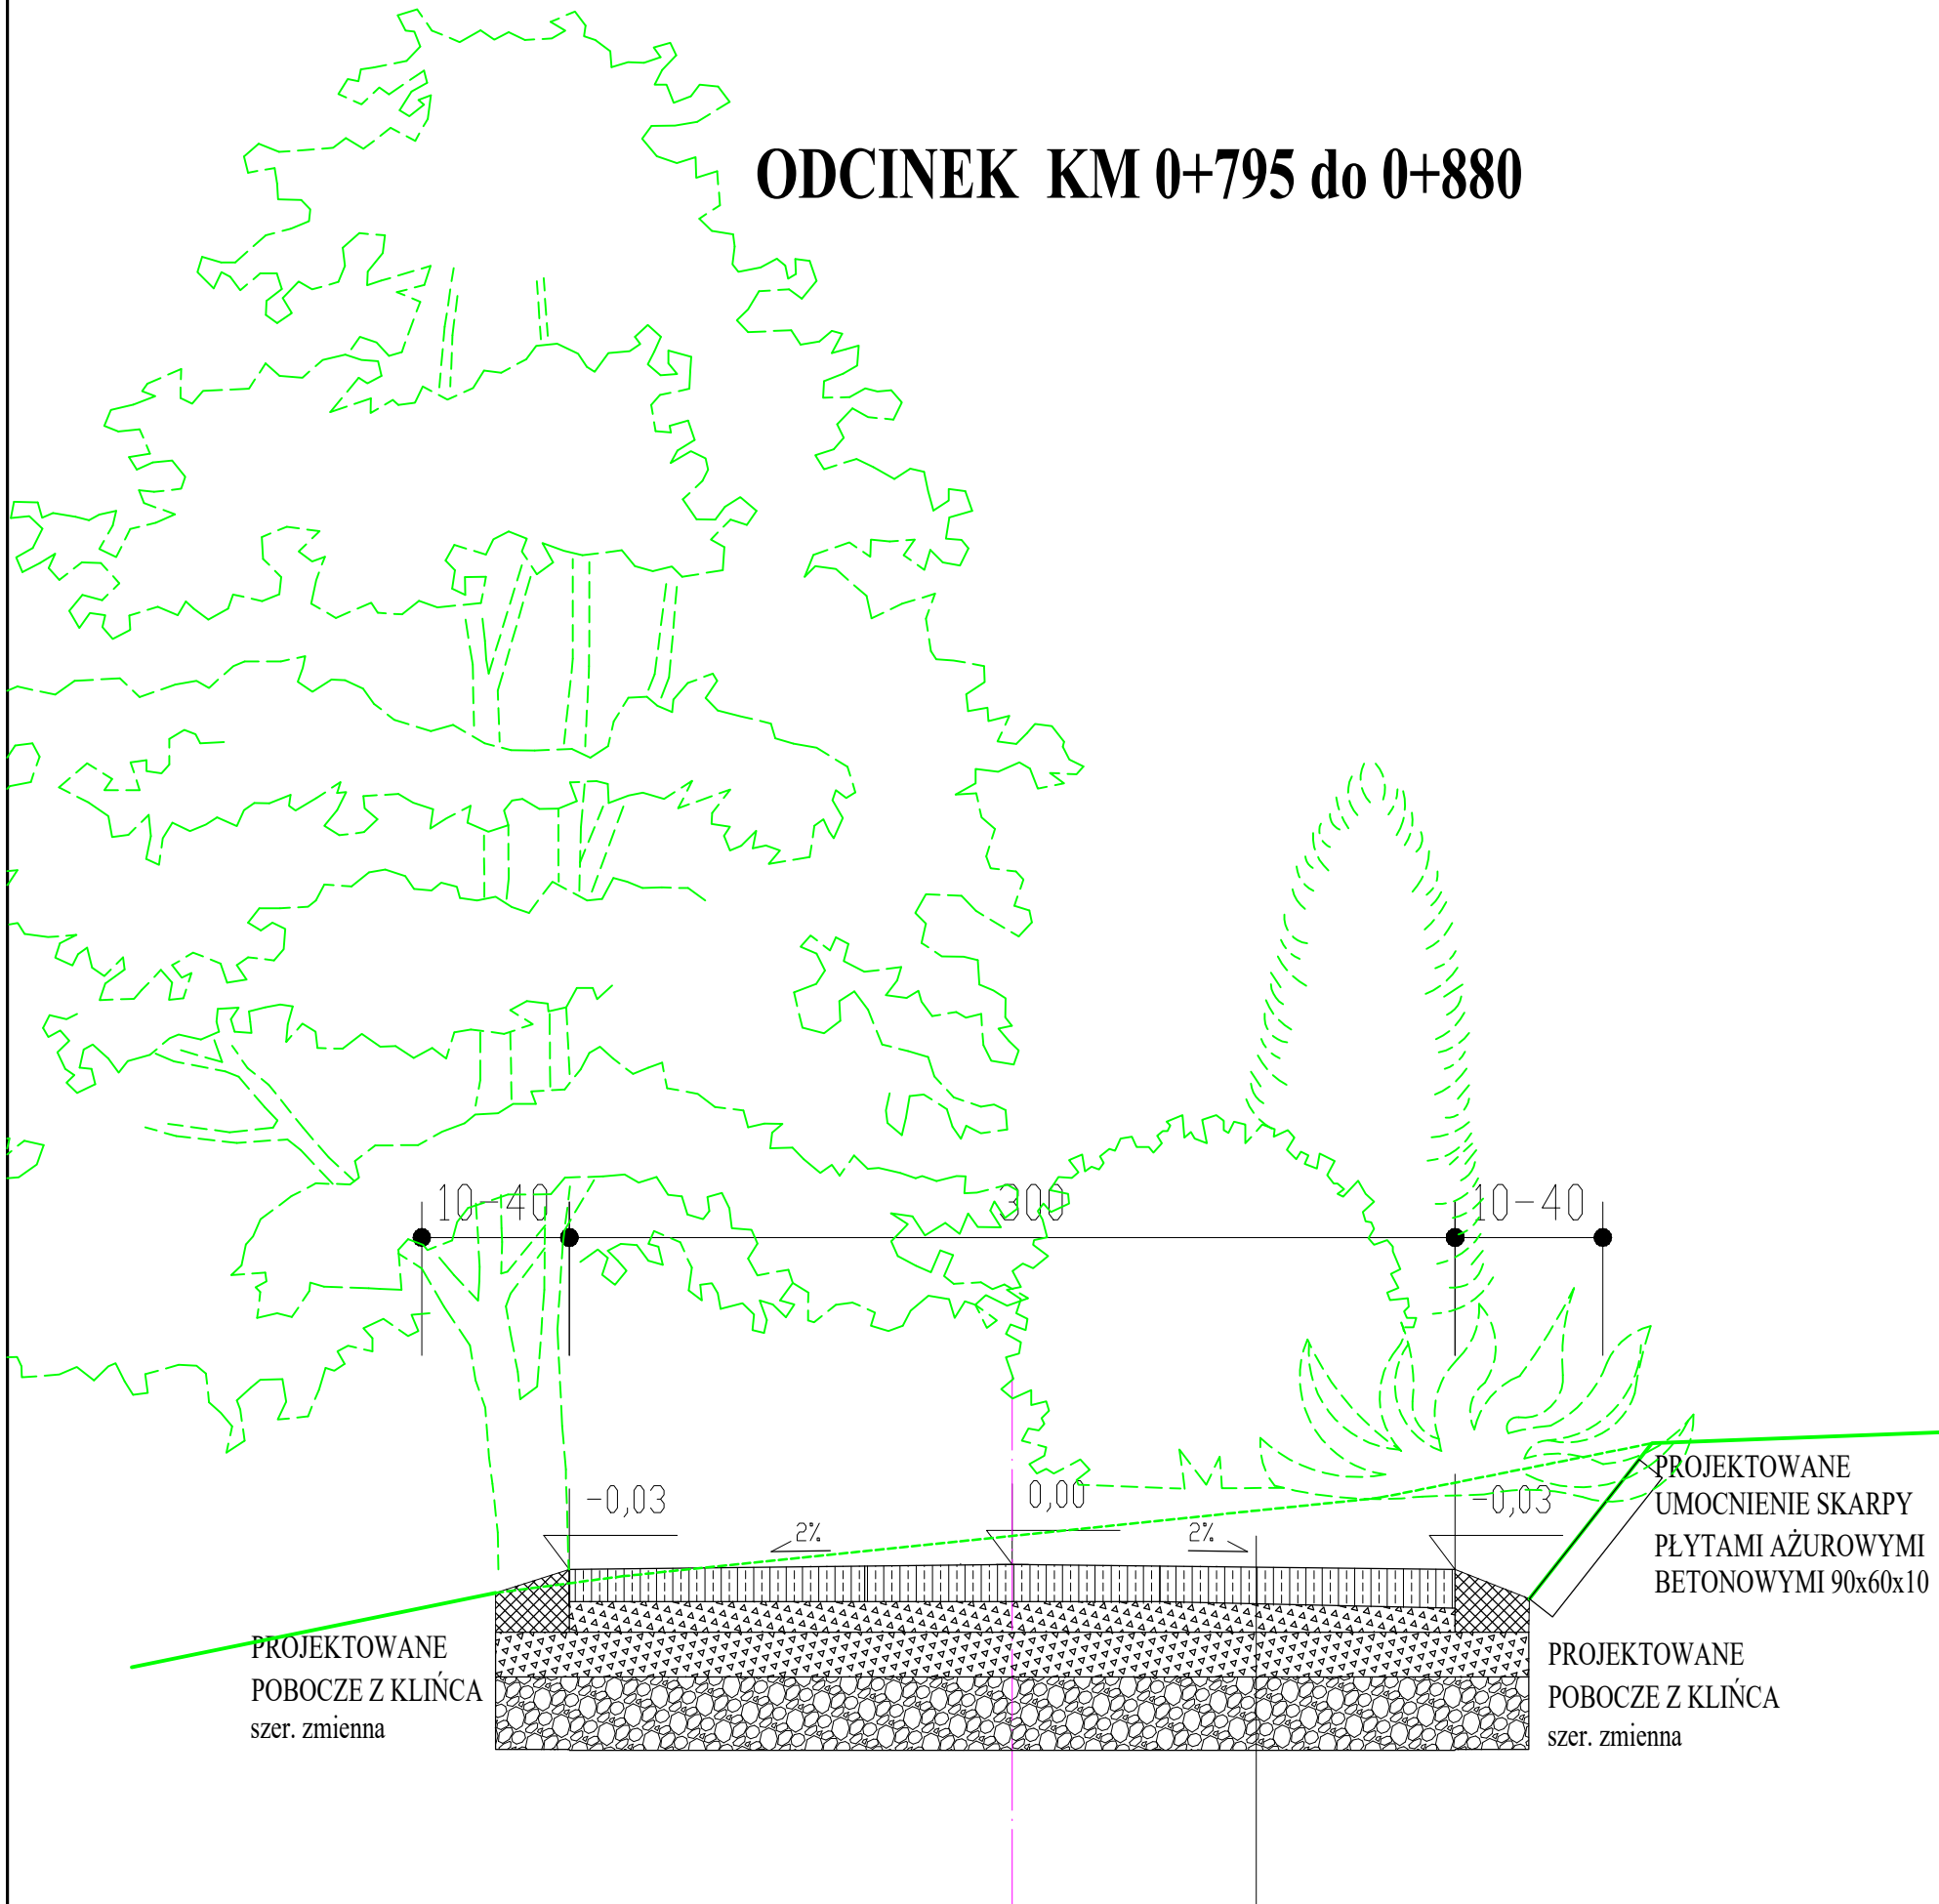 ODCINEK KM 0+795 do 0+880
10-40
300
10-40
-0,03
0,00
-0,03
2%
2%
PROJEKTOWANE
UMOCNIENIE SKARPY
PŁYTAMI AŻUROWYMI
BETONOWYMI 90x60x10
PROJEKTOWANE
POBOCZE Z KLIŃCA
szer. zmienna
PROJEKTOWANE
POBOCZE Z KLIŃCA
szer. zmienna